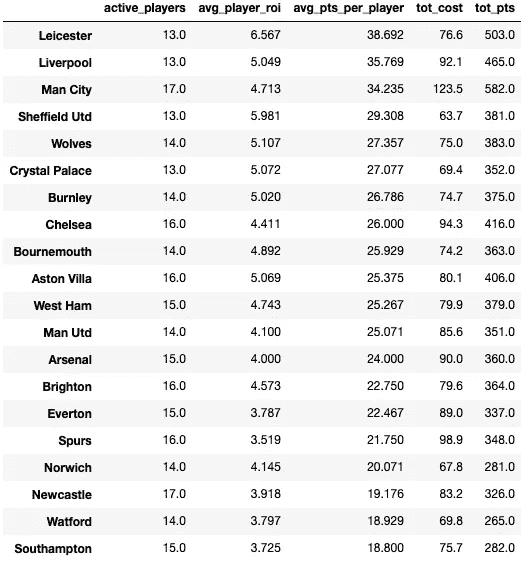 active_players avg_player_roi avg_pts_per_player tot_cost tot_pts
Leicester 13.0 6.567 38.692 76.6 503.0
Liverpool 13.0 5.049 35.769 92.1 465.0
Man City 17.0 4.713 34.235 123.5 582.0
Sheffield Utd 13.0 5.981 29.308 63.7 381.0
Wolves 14.0 5.107 27.357 75.0 383.0
Crystal Palace 13.0 5.072 27.077 69.4 352.0
Burnley 14.0 5.020 26.786 74.7 375.0
Chelsea 16.0 4.411 26.000 94.3 416.0
Bournemouth 14.0 4.892 25.929 74.2 363.0
Aston Villa 16.0 5.069 25.375 80.1 406.0
West Ham 15.0 4.743 25.267 79.9 379.0
Man Utd 14.0 4.100 25.071 85.6 351.0
Arsenal 15.0 4.000 24.000 90.0 360.0
Brighton 16.0 4.573 22.750 79.6 364.0
Everton 15.0 3.787 22.467 89.0 337.0
Spurs 16.0 3.519 21.750 98.9 348.0
Norwich 14.0 4.145 20.071 67.8 281.0
Newcastle 17.0 3.918 19.176 83.2 326.0
Watford 14.0 3.797 18.929 69.8 265.0
Southampton 15.0 3.725 18.800 75.7 282.0